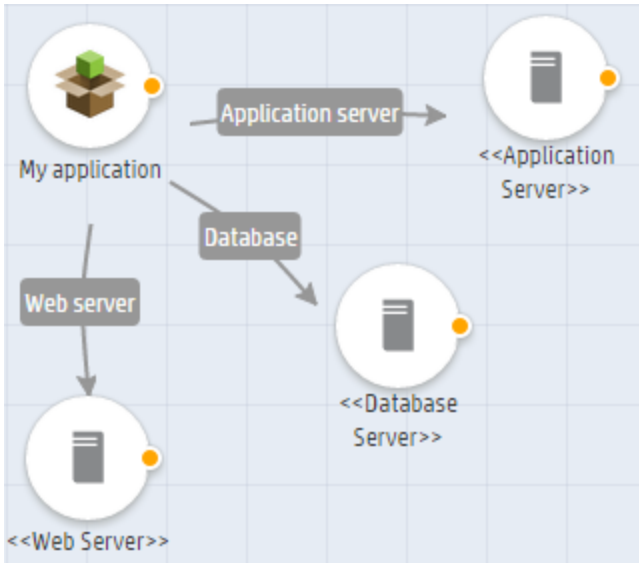 Application server
My application
<<Application
Server>>
Database
Web server
<<Database
Server>>
<<Web Server>>